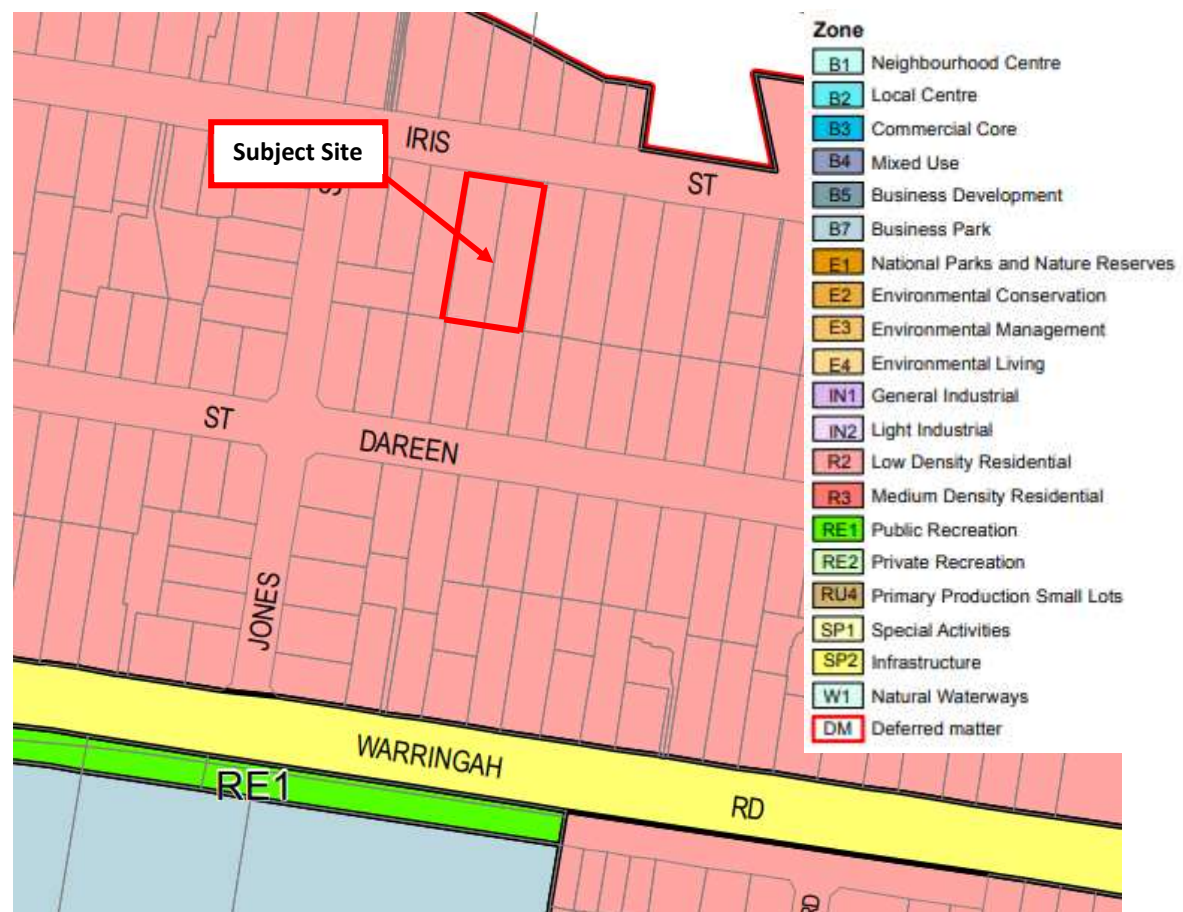 Zone
B1 Neighbourhood Centre
B2 Local Centre
B3 Commercial Core
B4 Mixed Use
B5 Business Development
B7 Business Park
E1 National Parks and Nature Reserves
E2 Environmental Conservation
E3 Environmental Management
E4 Environmental Living
IN1 General Industrial
IN2 Light Industrial
R2 Low Density Residential
R3 Medium Density Residential
RE1 Public Recreation
RE2 Private Recreation
RU4 Primary Production Small Lots
SP1 Special Activities
SP2 Infrastructure
W1 Natural Waterways
DM Deferred matter
IRIS
ST
Subject Site
ST
DAREEN
JONES
WARRINGAH
RD
RE1
RD